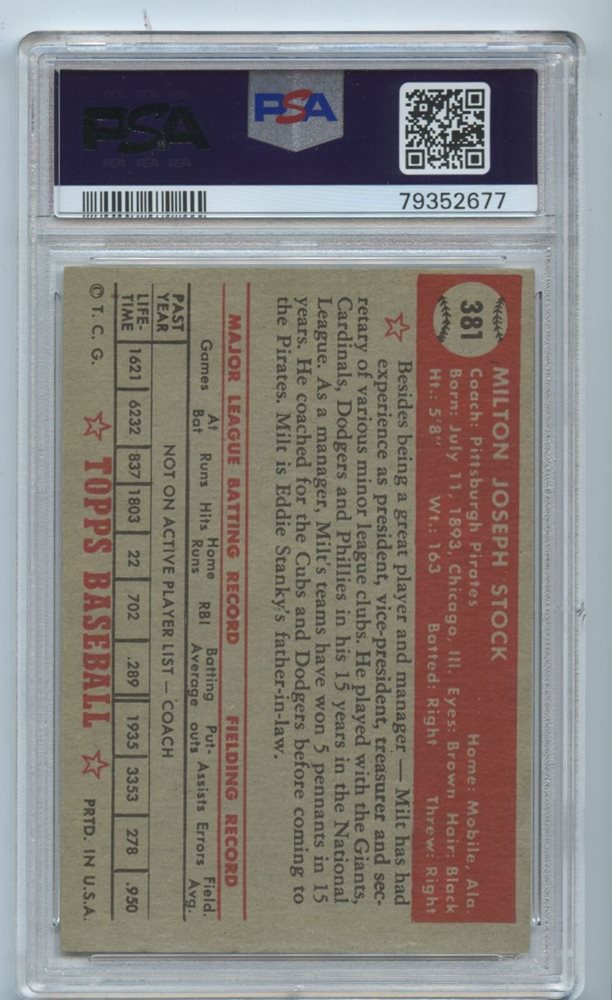 PSA
PSA
79352677
381
MILTON JOSEPH STOCK
Coach: Pittsburgh Pirates Home: Mobile, Ala.
Born: July 11, 1893, Chicago, Ill. Eyes: Brown Hair: Black
Ht.: 5'8" Wt.: 163 Batted: Right Threw: Right
Besides being a great player and manager — Milt has had
experience as president, vice-president, treasurer and sec-
retary of various minor league clubs. He played with the Giants,
Cardinals, Dodgers and Phillies in his 15 years in the National
League. As a manager, Milt's teams have won 5 pennants in 15
years. He coached for the Cubs and Dodgers before coming to
the Pirates. Milt is Eddie Stanky's father-in-law.
MAJOR LEAGUE BATTING RECORD FIELDING RECORD
Games At Bat Runs Hits Home Runs RBI Batting Average Put-outs Assists Errors Field. Avg.
PAST YEAR NOT ON ACTIVE PLAYER LIST — COACH
LIFE-TIME 1621 6232 837 1803 22 702 .289 1935 3353 278 .950
© T. C. G. TOPPS BASEBALL PRTD. IN U.S.A.